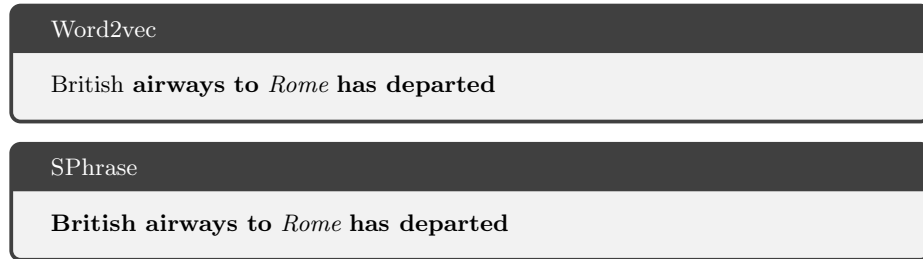 Word2vec
British airways to Rome has departed
SPhrase
British airways to Rome has departed